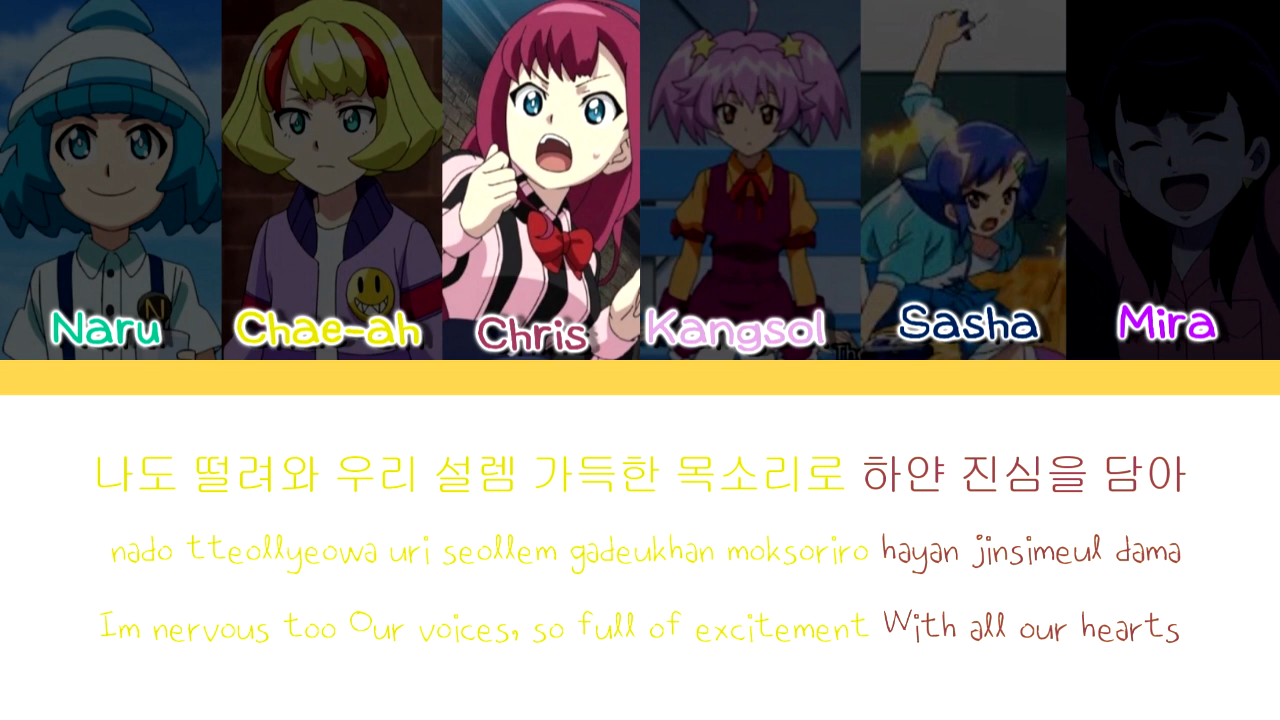 Naru Chae-ah Chris Kangsol Sasha Mira
N
나도 떨려와 우리 설렘 가득한 목소리로 하얀 진심을 담아
nado tteollyeowa uri seollem gadeukhan moksoriro hayan jinsimeul dama
Im nervous too Our voices, so full of excitement With all our hearts